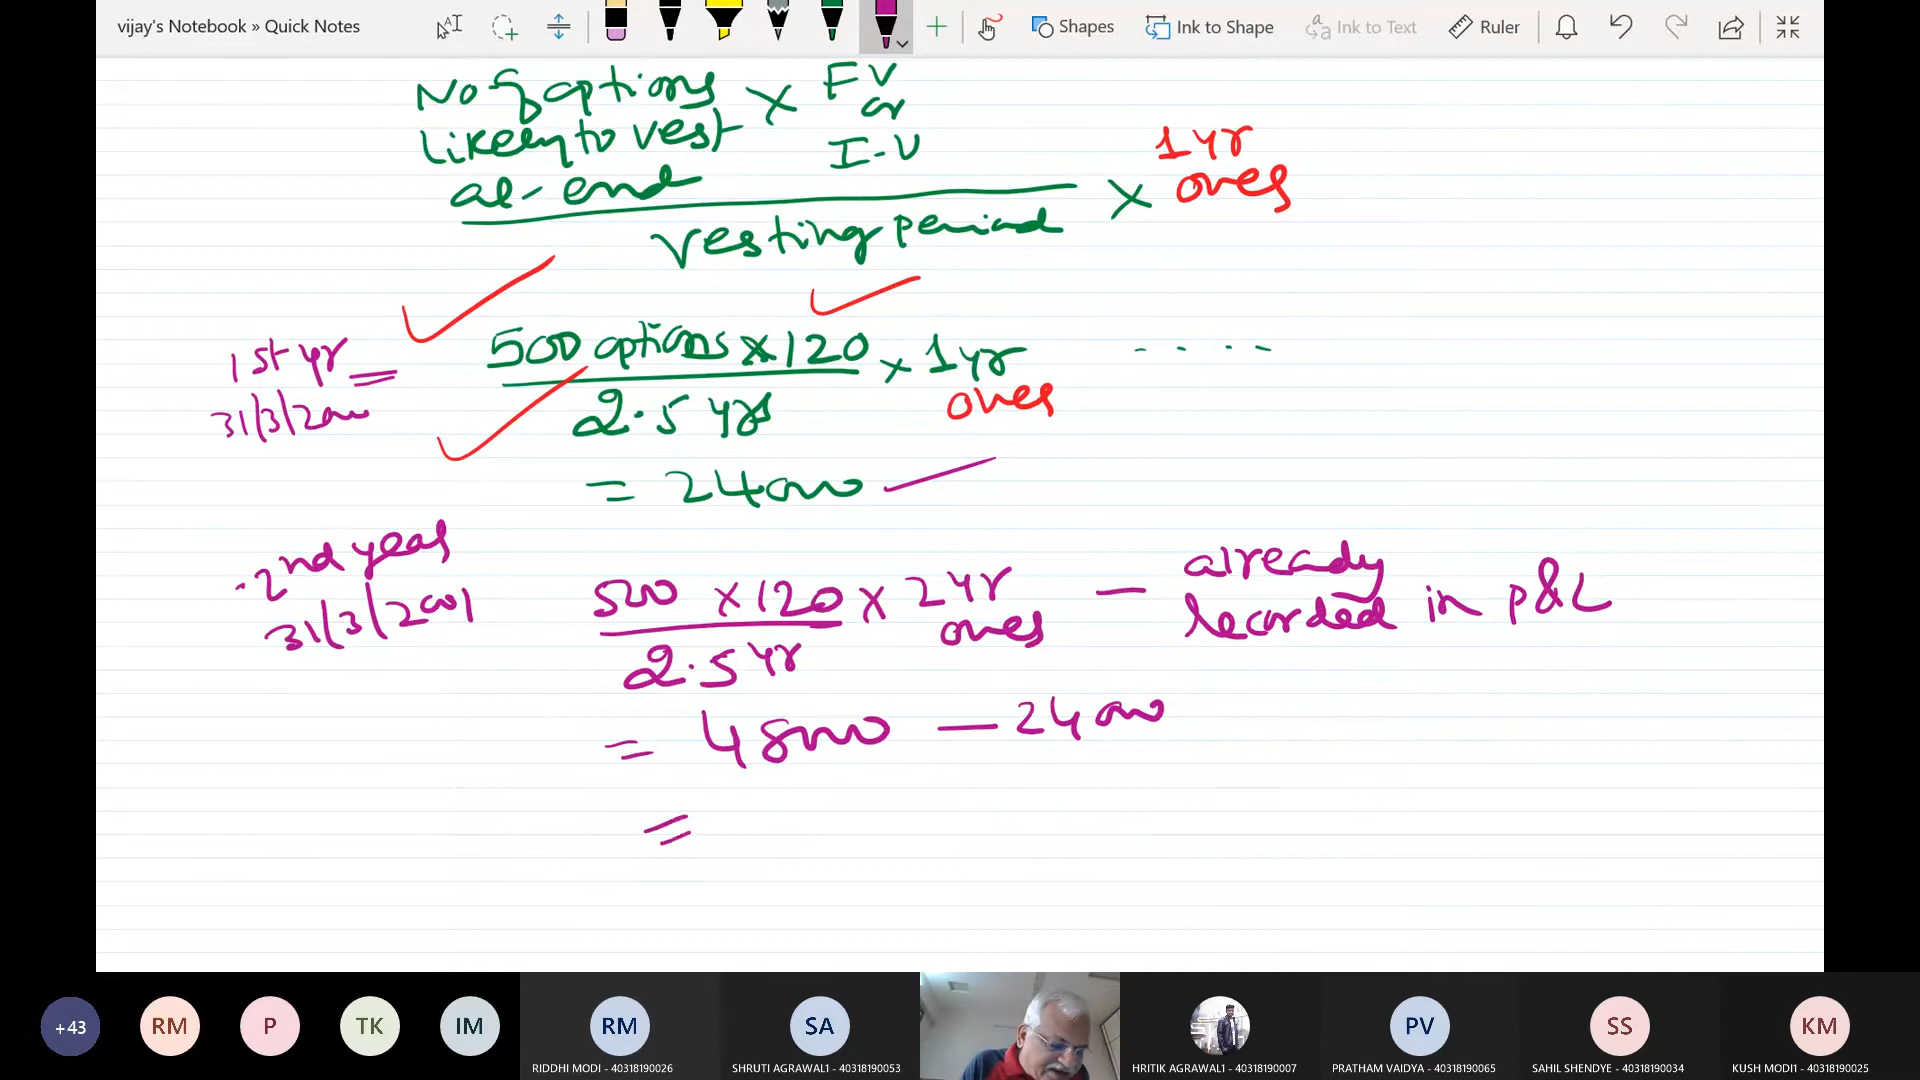 vijay's Notebook » Quick Notes
Shapes
Ink to Shape
Ink to Text
Ruler
No of options × FV
or
likely to vest I-V
at end × 1 yr
over
vesting period
1st yr = 500 options × 120 × 1 yr
over
31/3/2000 2.5 yrs
= 24000
2nd year
31/3/2001
500 × 120 × 2 yr over — already recorded in P&L
2.5 yr
= 48000 — 24000
=
+43
RM
P
TK
IM
RM
SA
PV
SS
KM
RIDDHI MODI - 40318190026
SHRUTI AGRAWAL1 - 40318190053
HRITIK AGRAWAL1 - 40318190007
PRATHAM VAIDYA - 40318190065
SAHIL SHENDYE - 40318190034
KUSH MODI1 - 40318190025